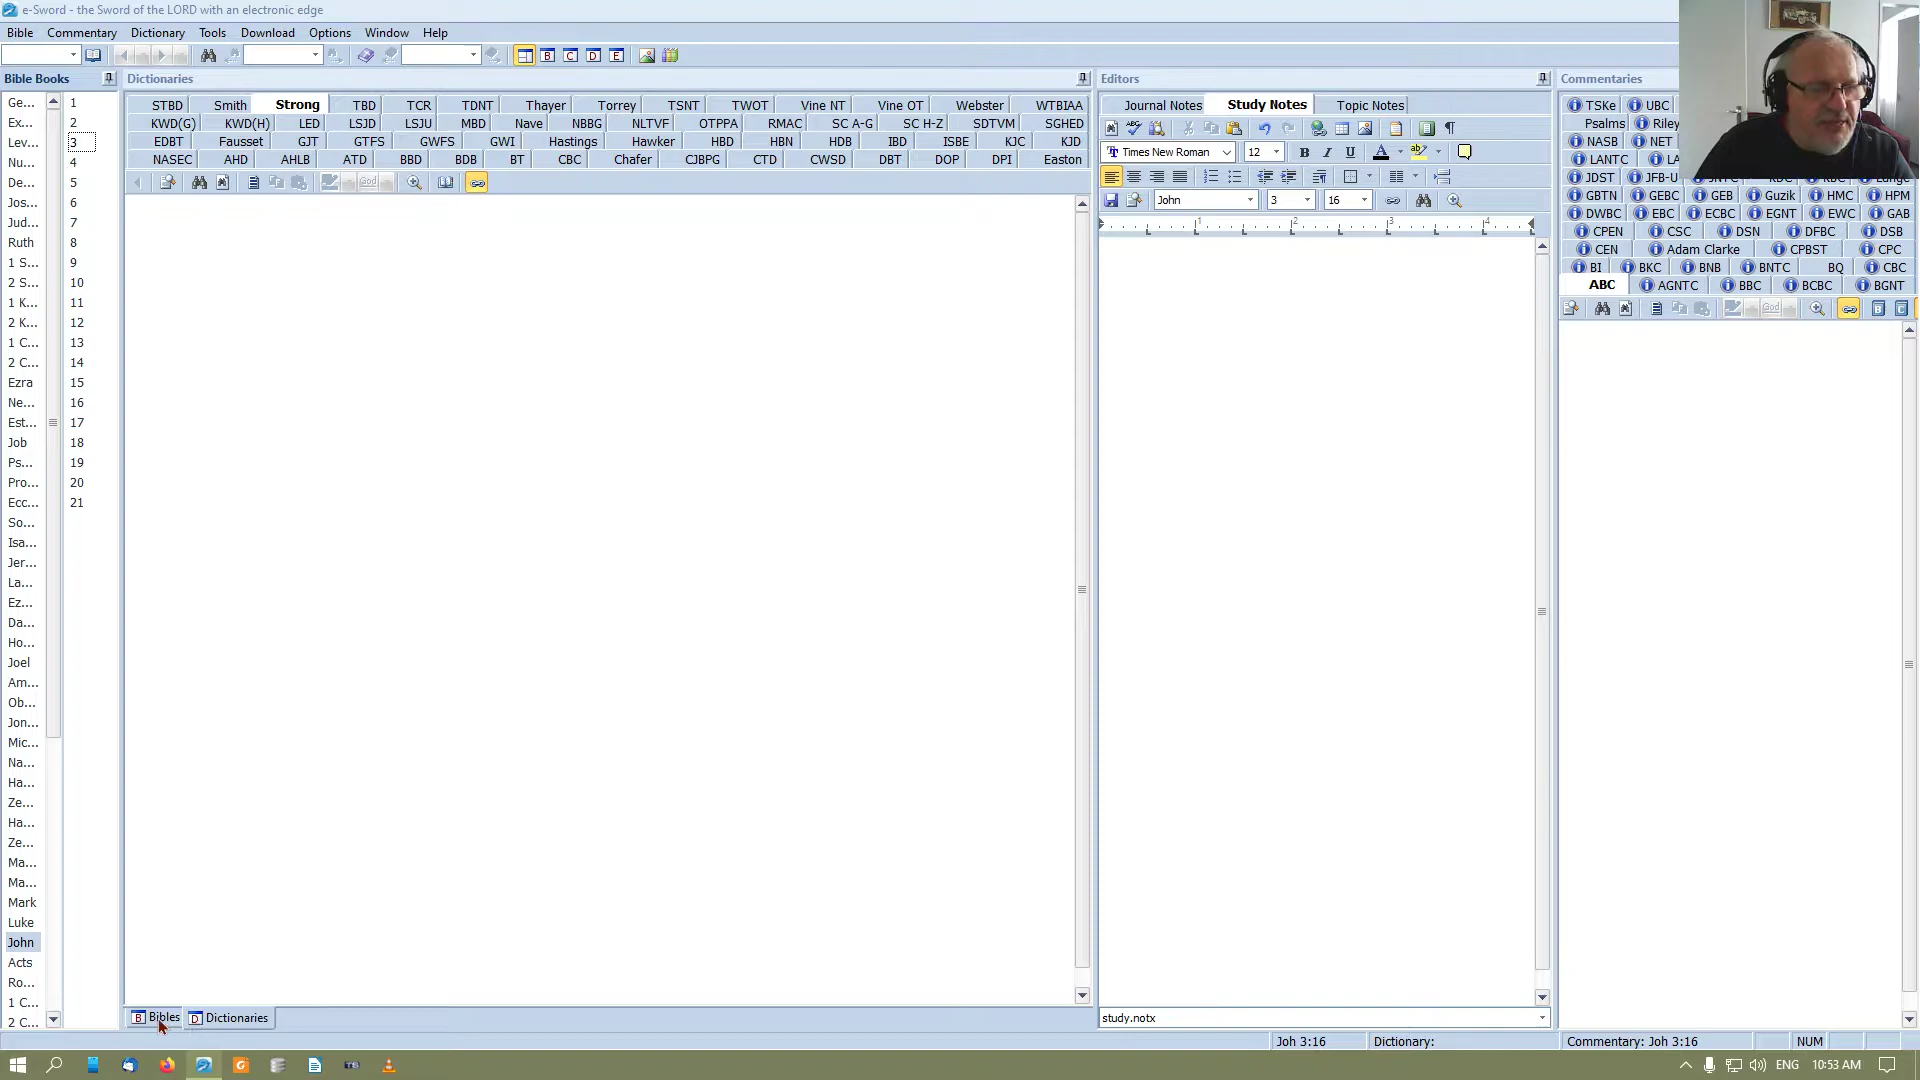 e-Sword - the Sword of the LORD with an electronic edge
Bible Commentary Dictionary Tools Download Options Window Help
Bible Books
Dictionaries
Editors
Commentaries
Ge...
Ex...
Lev...
Nu...
De...
Jos...
Jud...
Ruth
1 S...
2 S...
1 K...
2 K...
1 C...
2 C...
Ezra
Ne...
Est...
Job
Ps...
Pro...
Ecc...
So...
Isa...
Jer...
La...
Ez...
Da...
Ho...
Joel
Am...
Ob...
Jon...
Mic...
Na...
Ha...
Ze...
Ha...
Ze...
Ma...
Ma...
Mark
Luke
John
Acts
Ro...
1 C...
2 C...
1
2
3
4
5
6
7
8
9
10
11
12
13
14
15
16
17
18
19
20
21
STBD Smith Strong TBD TCR TDNT Thayer Torrey TSNT TWOT Vine NT Vine OT Webster WTBIAA
KWD(G) KWD(H) LED LSJD LSJU MBD Nave NBBG NLTVF OTPPA RMAC SC A-G SC H-Z SDTVM SGHED
EDBT Fausset GJT GTFS GWFS GWI Hastings Hawker HBD HBN HDB IBD ISBE KJC KJD
NASEC AHD AHLB ATD BBD BDB BT CBC Chafer CJBPG CTD CWSD DBT DOP DPI Easton
God
Bibles Dictionaries
Journal Notes Study Notes Topic Notes
Times New Roman 12 B I U A ab
John 3 16
1 2 3 4
study.notx
TSKe UBC
Psalms Riley
NASB NET
LANTC
JDST JFB-U
GBTN GEBC GEB Guzik HMC HPM
DWBC EBC ECBC EGNT EWC GAB
CPEN CSC DSN DFBC DSB
CEN Adam Clarke CPBST CPC
BI BKC BNB BNTC BQ CBC
ABC AGNTC BBC BCBC BGNT
God
Joh 3:16 Dictionary: Commentary: Joh 3:16 NUM
ENG 10:53 AM